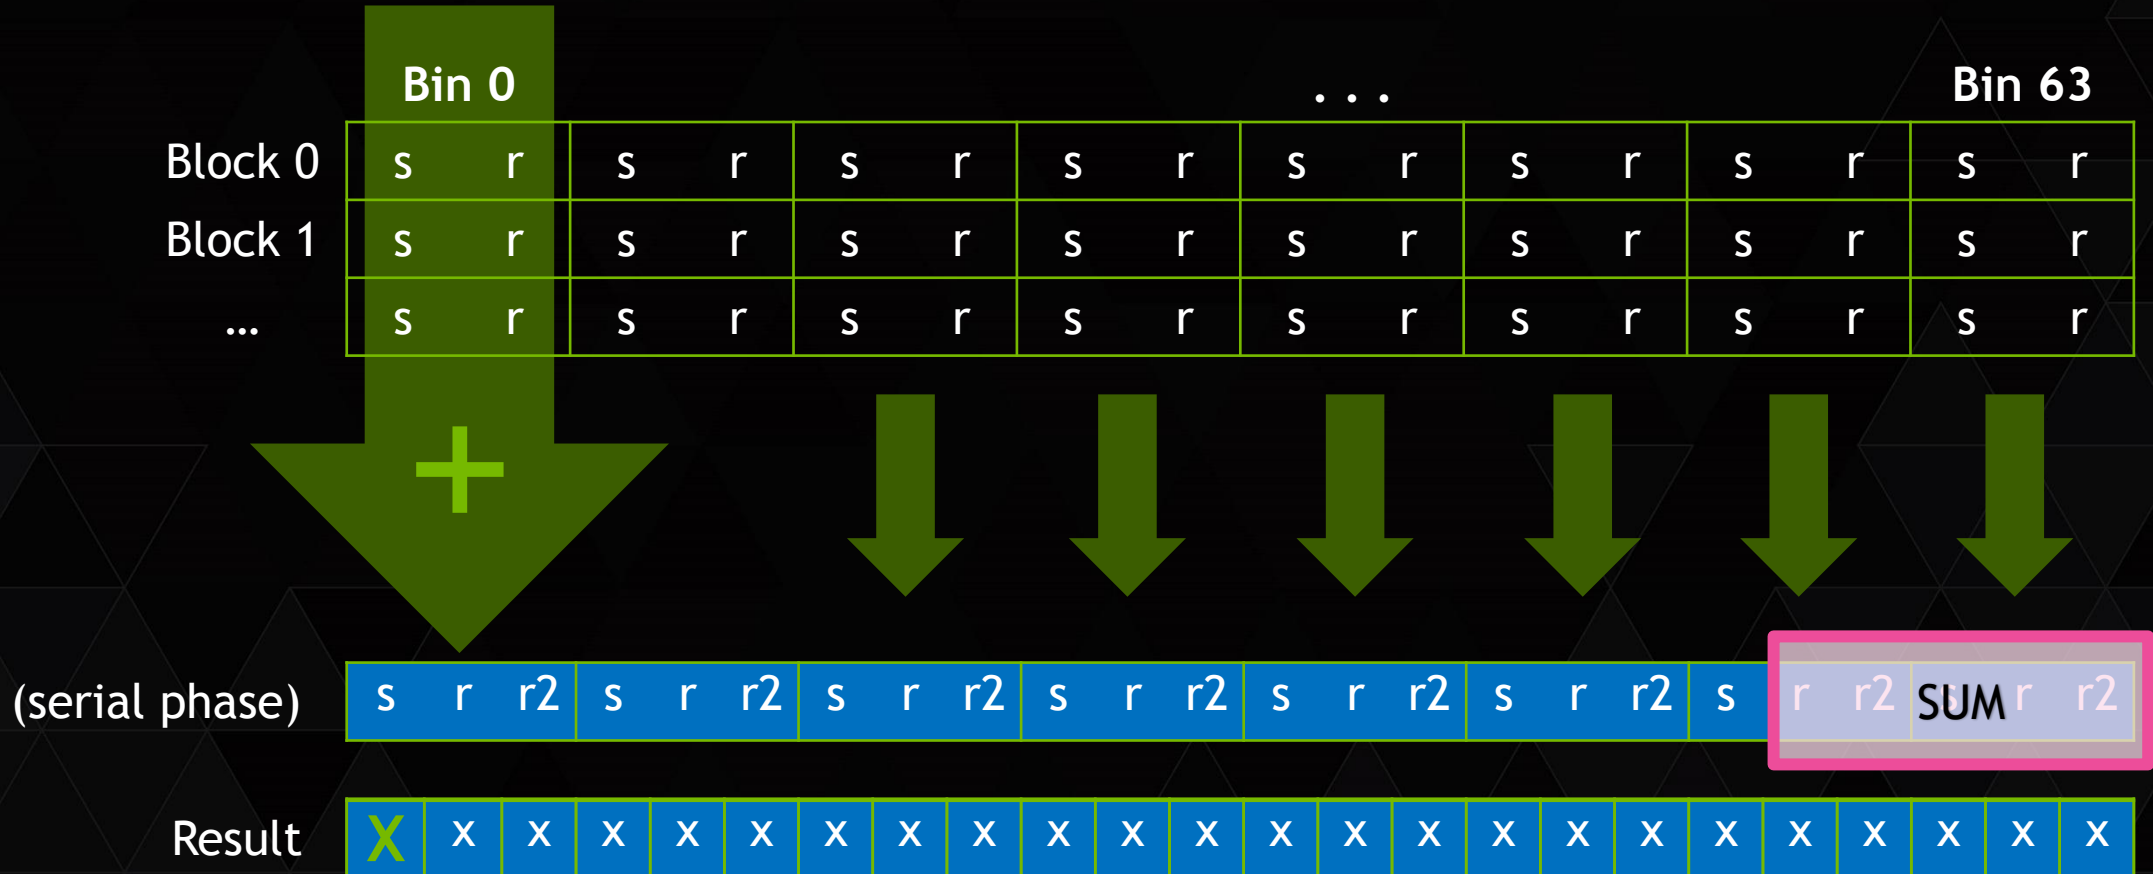 Bin 0 ... Bin 63
Block 0 s r s r s r s r s r s r s r s r
Block 1 s r s r s r s r s r s r s r s r
… s r s r s r s r s r s r s r s r
+
(serial phase) s r r2 s r r2 s r r2 s r r2 s r r2 s r r2 s r r2 s r r2
SUM
Result X x x x x x x x x x x x x x x x x x x x x x x x